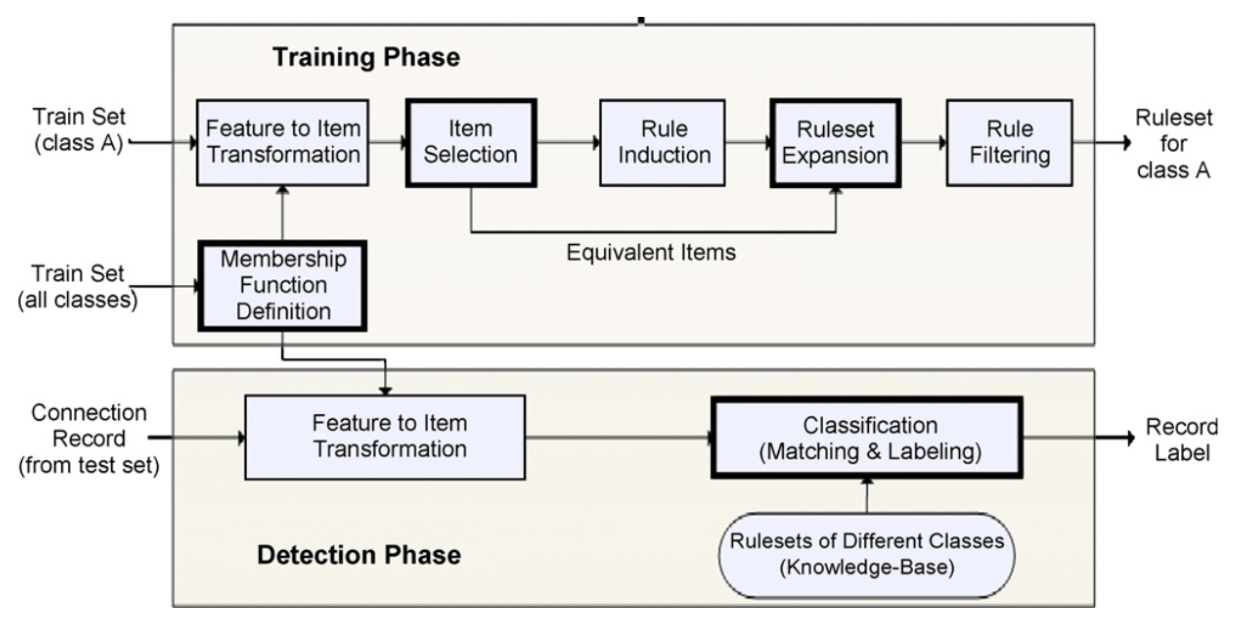 Training Phase
Train Set
(class A)
Feature to Item
Transformation
Item
Selection
Rule
Induction
Ruleset
Expansion
Rule
Filtering
Ruleset
for
class A
Equivalent Items
Train Set
(all classes)
Membership
Function
Definition
Connection
Record
(from test set)
Feature to Item
Transformation
Classification
(Matching & Labeling)
Record
Label
Rulesets of Different Classes
(Knowledge-Base)
Detection Phase